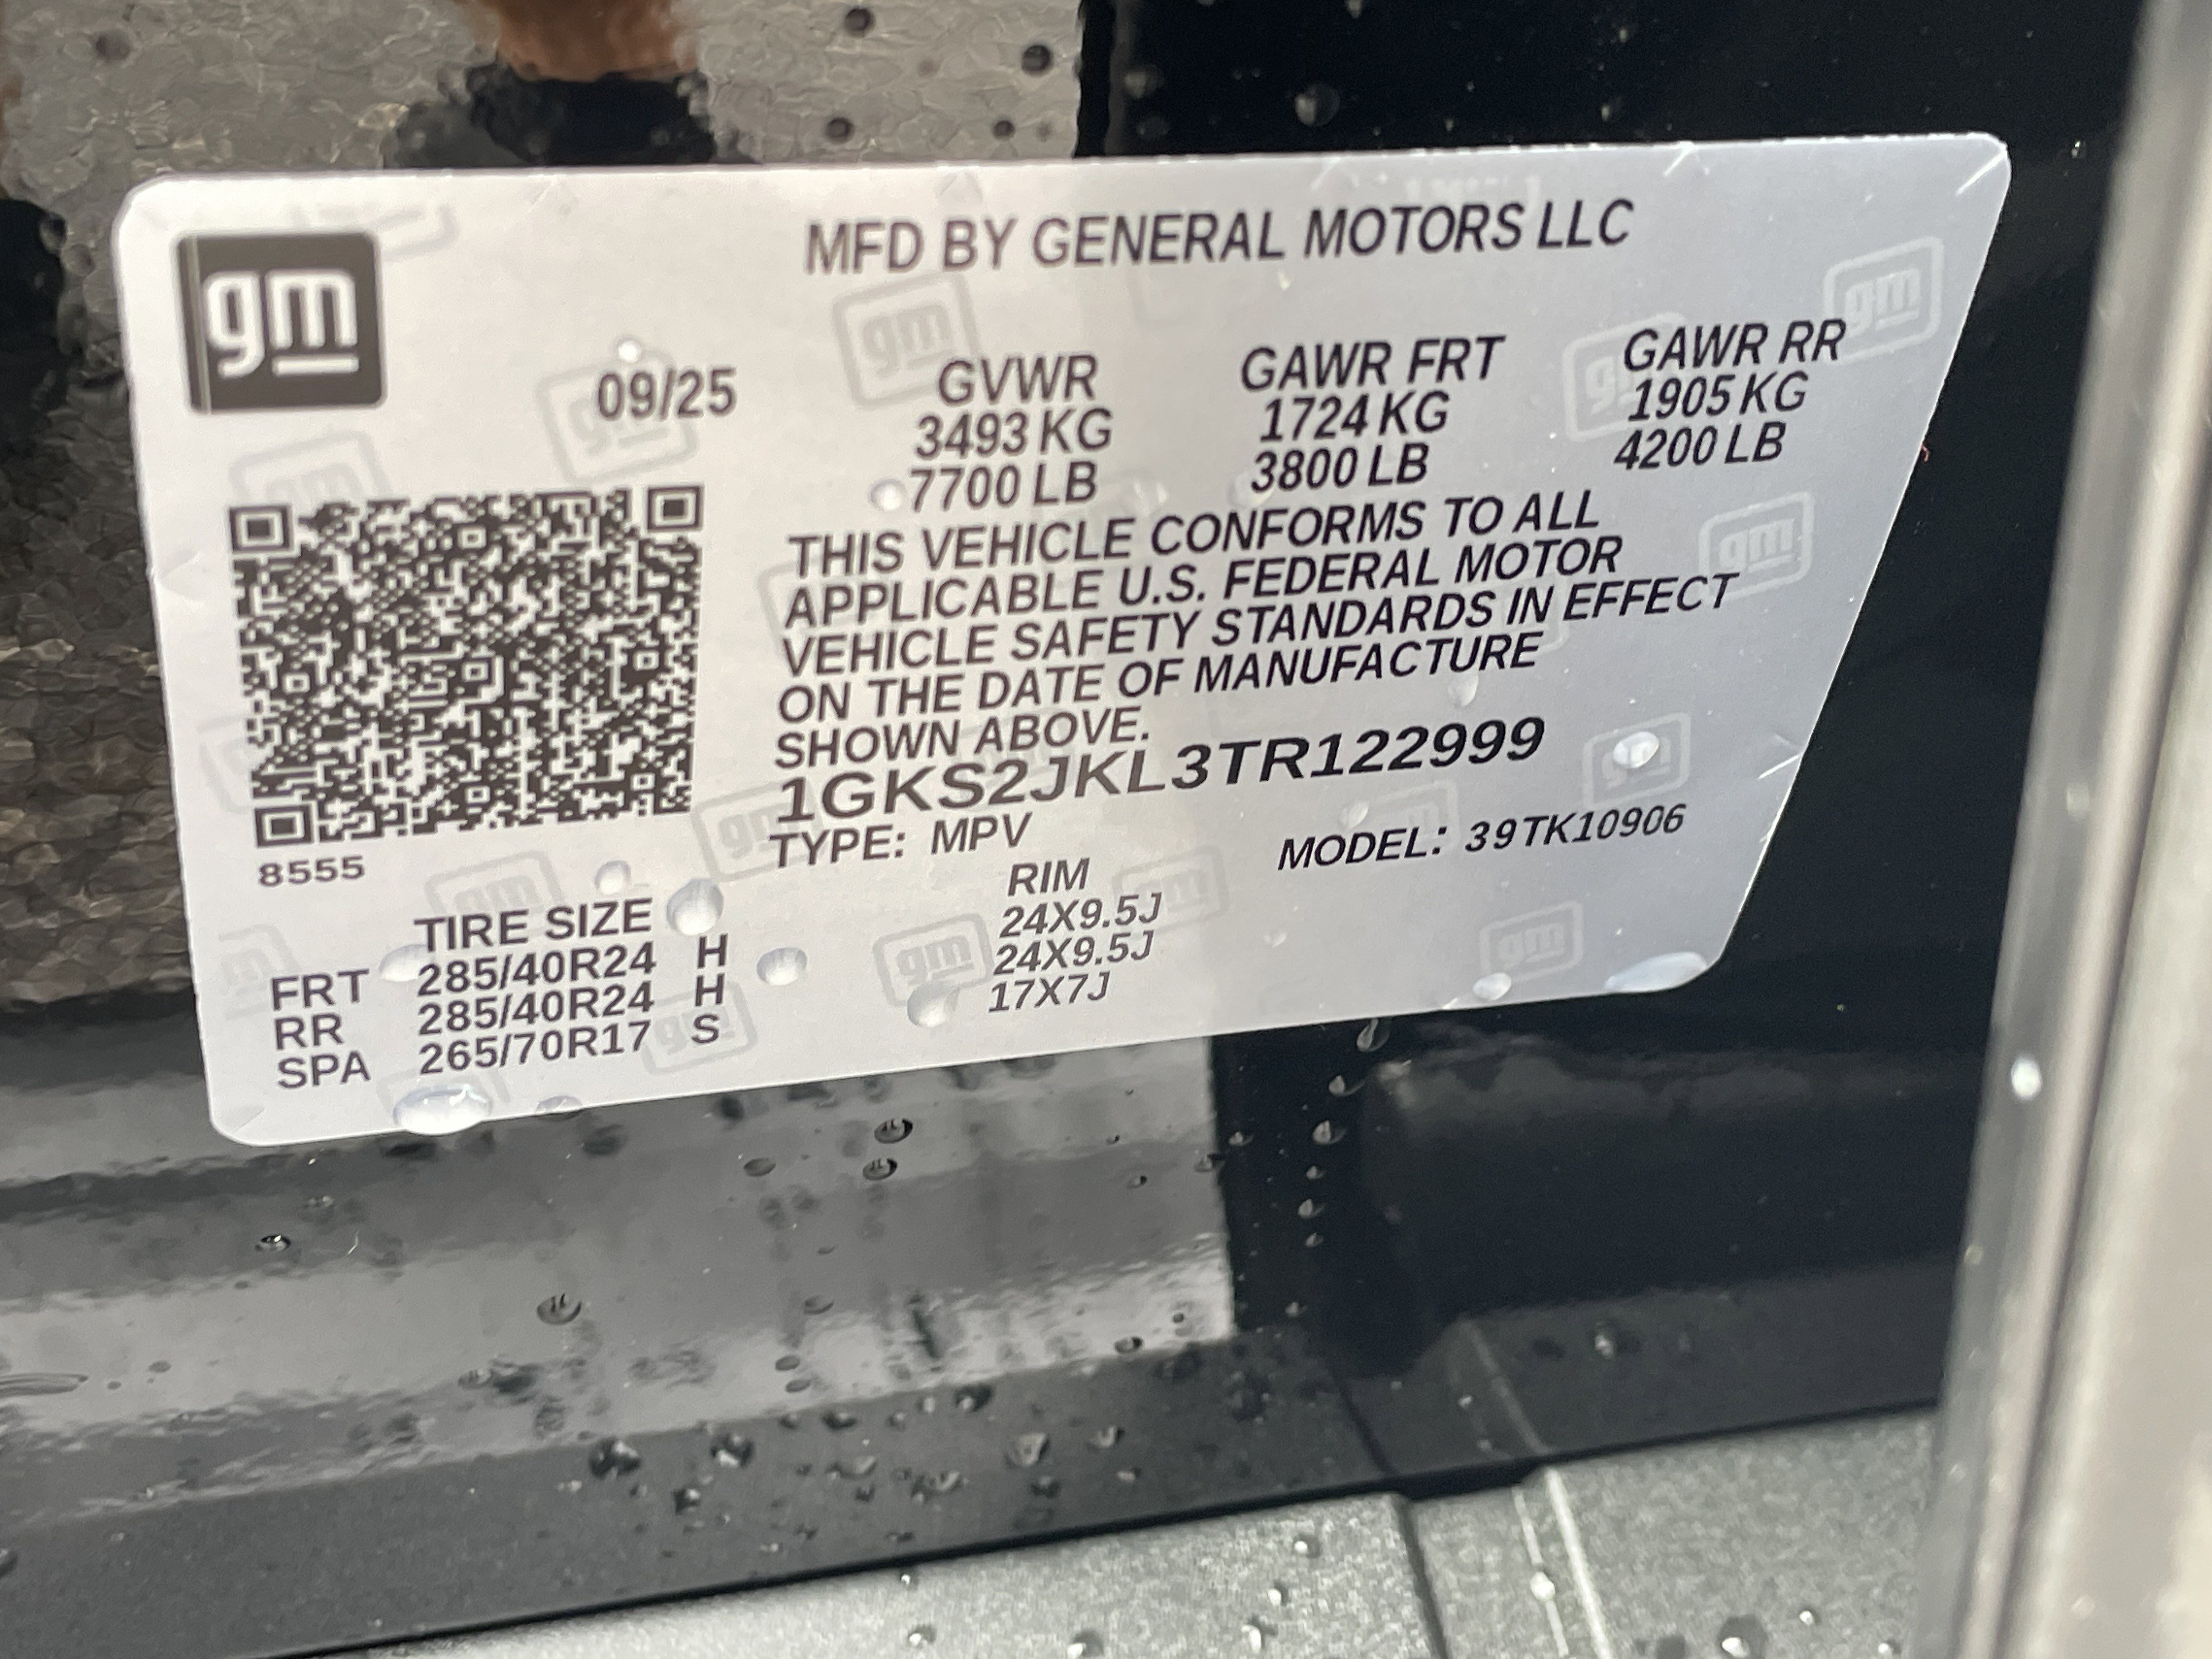 gm
MFD BY GENERAL MOTORS LLC
09/25
GVWR GAWR FRT GAWR RR
3493 KG 1724 KG 1905 KG
7700 LB 3800 LB 4200 LB
THIS VEHICLE CONFORMS TO ALL
APPLICABLE U.S. FEDERAL MOTOR
VEHICLE SAFETY STANDARDS IN EFFECT
ON THE DATE OF MANUFACTURE
SHOWN ABOVE.
1GKS2JKL3TR122999
TYPE: MPV MODEL: 39TK10906
8555
TIRE SIZE RIM
FRT 285/40R24 H 24X9.5J
RR 285/40R24 H 24X9.5J
SPA 265/70R17 S 17X7J